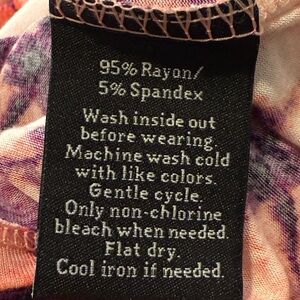 95% Rayon/
5% Spandex
Wash inside out
before wearing.
Machine wash cold
with like colors.
Gentle cycle.
Only non-chlorine
bleach when needed.
Flat dry.
Cool iron if needed.